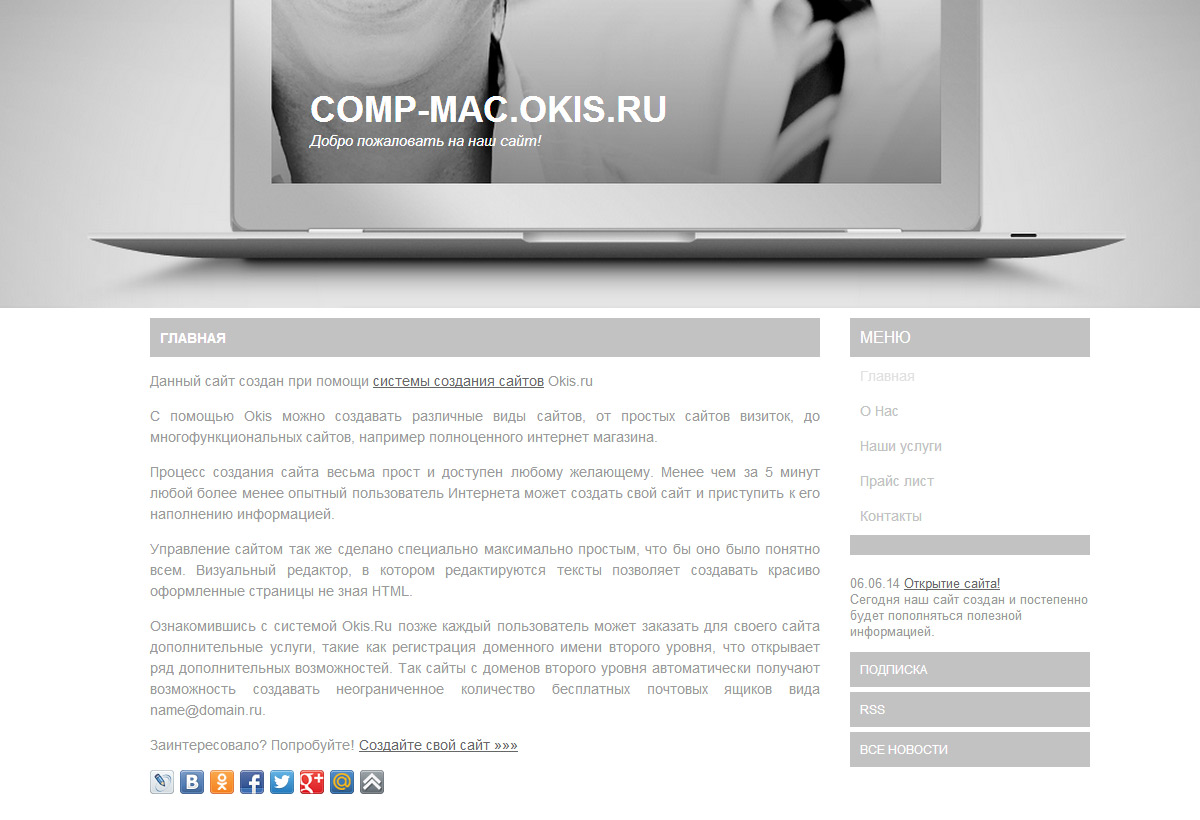 COMP-MAC.OKIS.RU
Добро пожаловать на наш сайт!
ГЛАВНАЯ
Данный сайт создан при помощи системы создания сайтов Okis.ru
С помощью Okis можно создавать различные виды сайтов, от простых сайтов визиток, до
многофункциональных сайтов, например полноценного интернет магазина.
Процесс создания сайта весьма прост и доступен любому желающему. Менее чем за 5 минут
любой более менее опытный пользователь Интернета может создать свой сайт и приступить к его
наполнению информацией.
Управление сайтом так же сделано специально максимально простым, что бы оно было понятно
всем. Визуальный редактор, в котором редактируются тексты позволяет создавать красиво
оформленные страницы не зная HTML.
Ознакомившись с системой Okis.Ru позже каждый пользователь может заказать для своего сайта
дополнительные услуги, такие как регистрация доменного имени второго уровня, что открывает
ряд дополнительных возможностей. Так сайты с доменов второго уровня автоматически получают
возможность создавать неограниченное количество бесплатных почтовых ящиков вида
name@domain.ru.
Заинтересовало? Попробуйте! Создайте свой сайт »»»
МЕНЮ
Главная
О Нас
Наши услуги
Прайс лист
Контакты
06.06.14 Открытие сайта!
Сегодня наш сайт создан и постепенно
будет пополняться полезной
информацией.
ПОДПИСКА
RSS
ВСЕ НОВОСТИ